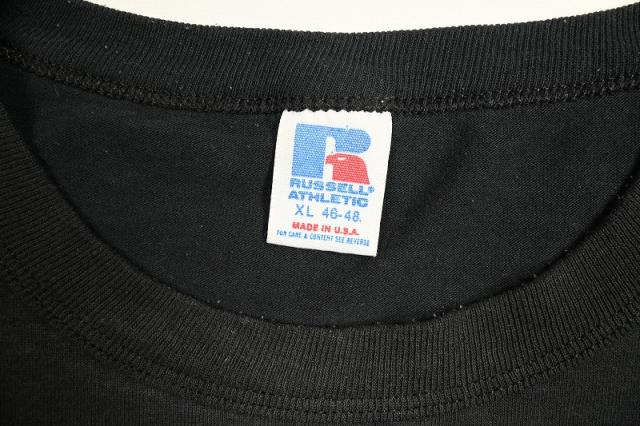 R
RUSSELL®
ATHLETIC
XL 46-48.
MADE IN U.S.A.
FOR CARE & CONTENT SEE REVERSE